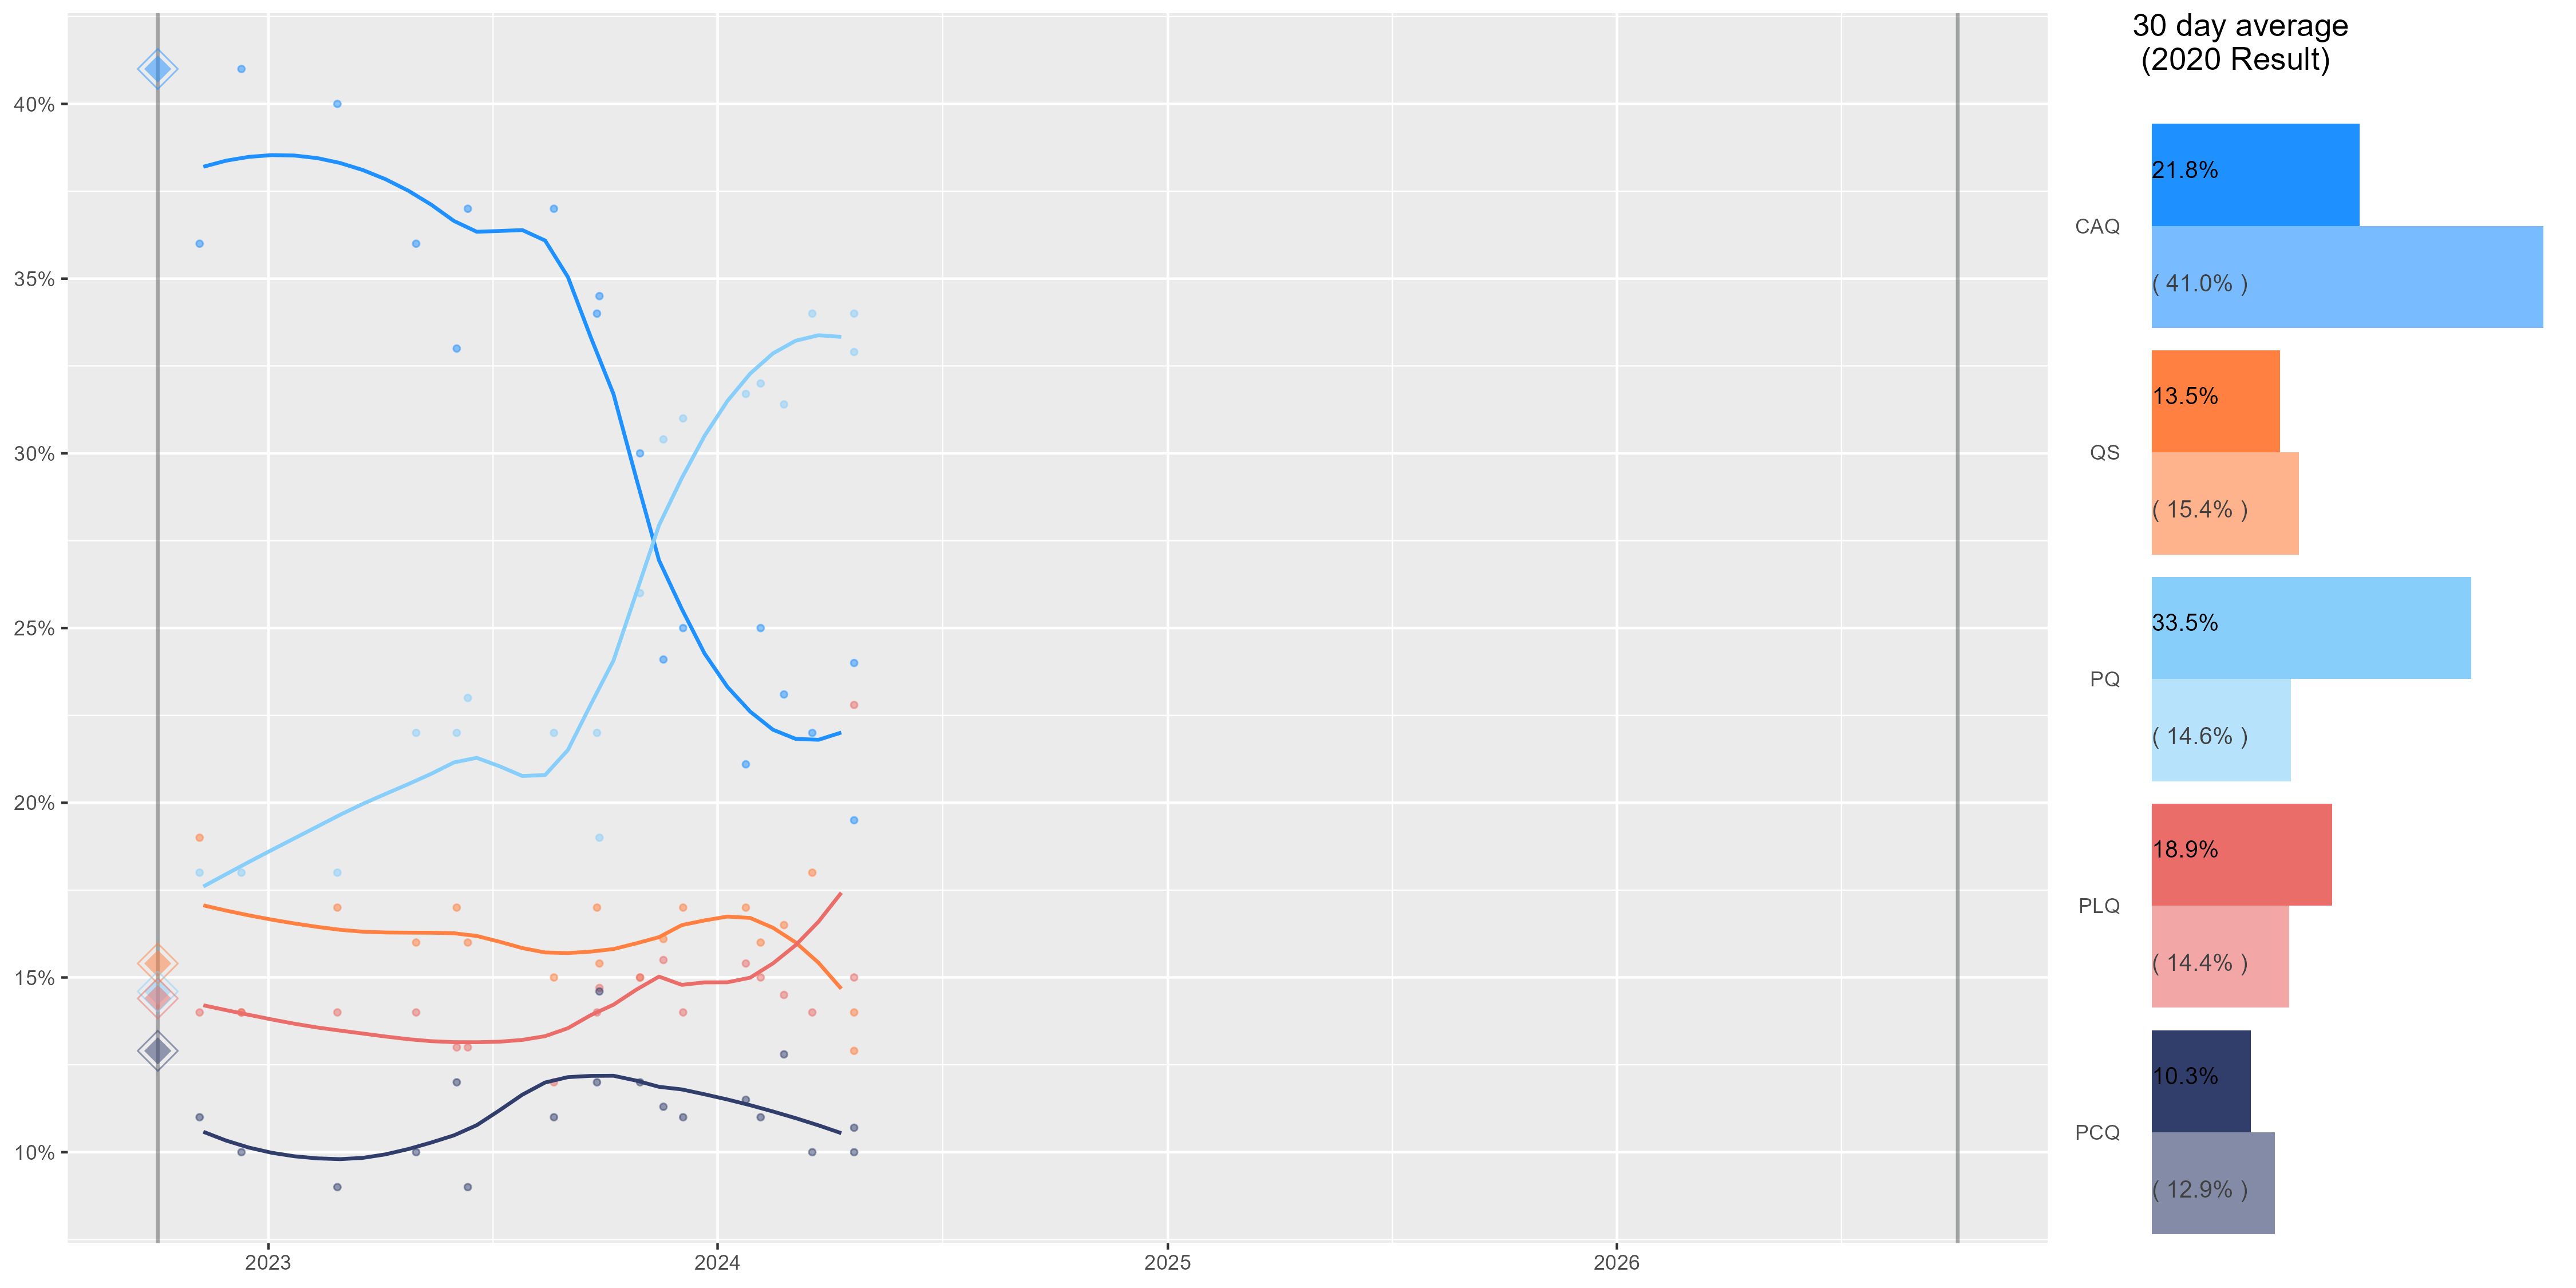 40%
35%
30%
25%
20%
15%
10%
2023
2024
2025
2026
30 day average
(2020 Result)
CAQ
21.8%
( 41.0% )
QS
13.5%
( 15.4% )
PQ
33.5%
( 14.6% )
PLQ
18.9%
( 14.4% )
PCQ
10.3%
( 12.9% )